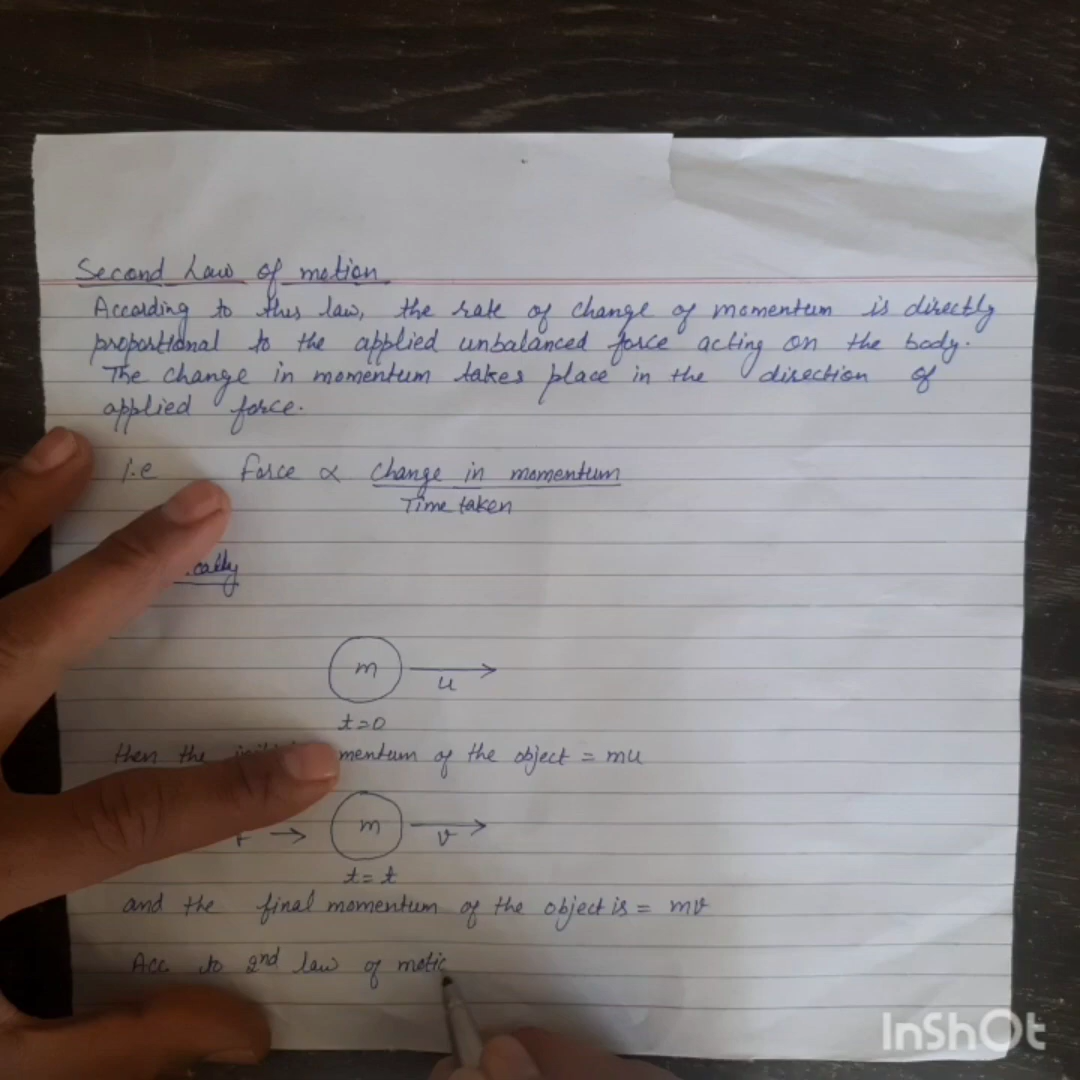 Second Law of motion
According to this law, the rate of change of momentum is directly
proportional to the applied unbalanced force acting on the body.
The change in momentum takes place in the direction of
applied force.
i.e Force ∝ Change in momentum
Time taken
cally
m
u
t=0
then the mentum of the object = mu
→ m
v
t=t
and the final momentum of the object is = mv
Acc. to 2nd law of motio
InShOt